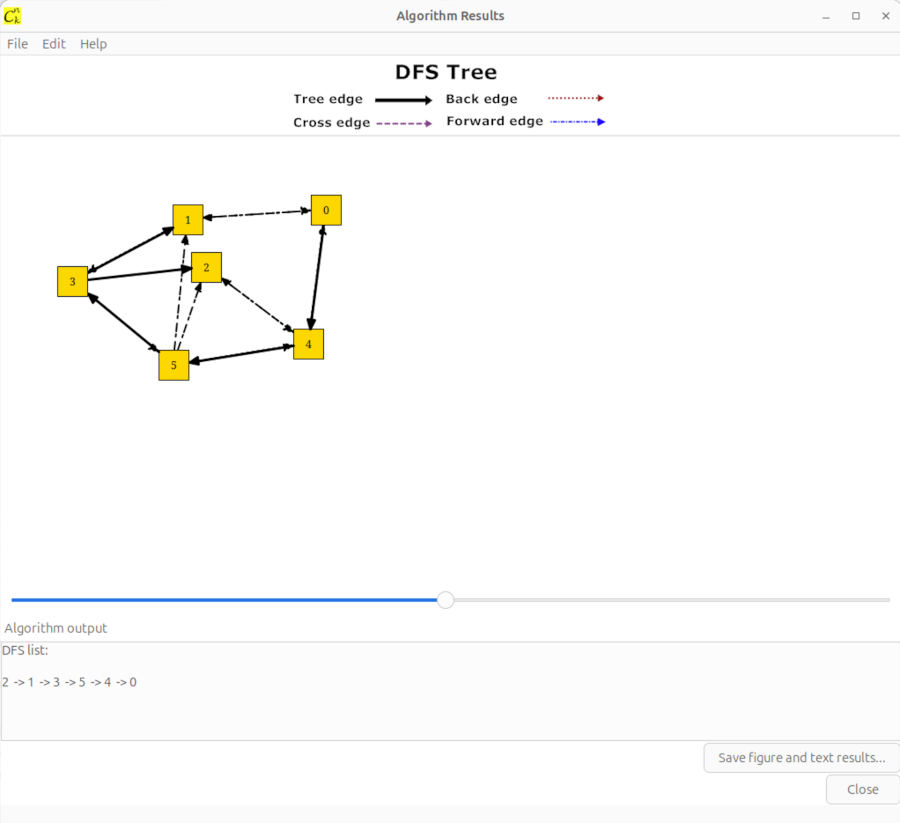 Algorithm Results
File Edit Help
DFS Tree
Tree edge Back edge
Cross edge Forward edge
1
0
2
3
4
5
Algorithm output
DFS list:
2 -> 1 -> 3 -> 5 -> 4 -> 0
Save figure and text results...
Close